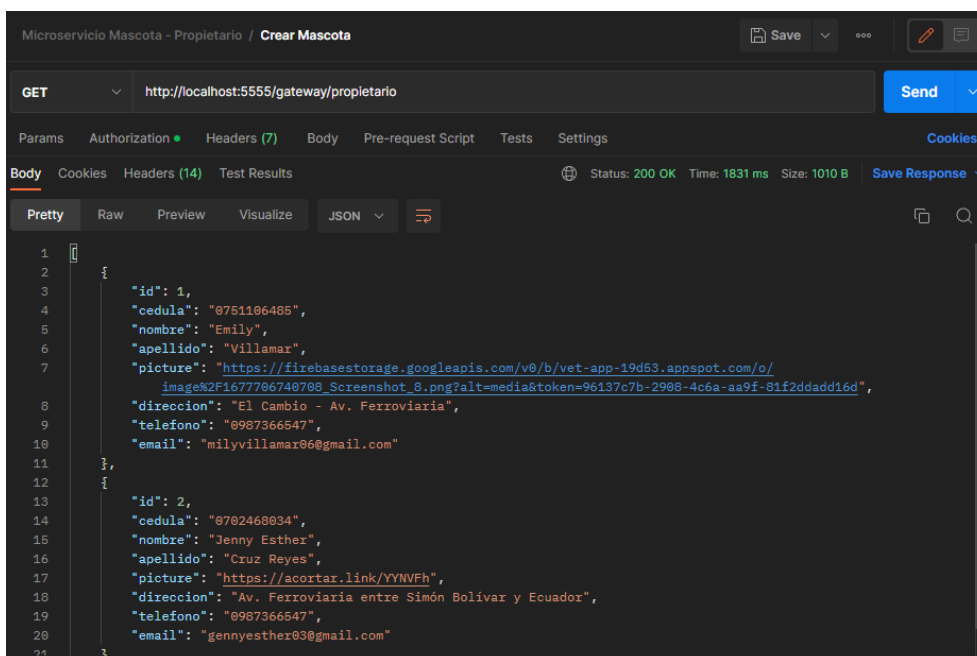 Microservicio Mascota - Propietario / Crear Mascota
Save
GET
http://localhost:5555/gateway/propietario
Send
Params Authorization Headers (7) Body Pre-request Script Tests Settings Cookies
Body Cookies Headers (14) Test Results Status: 200 OK Time: 1831 ms Size: 1010 B Save Response
Pretty Raw Preview Visualize JSON
1 [
2 {
3 "id": 1,
4 "cedula": "0751106485",
5 "nombre": "Emily",
6 "apellido": "Villamar",
7 "picture": "https://firebasestorage.googleapis.com/v0/b/vet-app-19d53.appspot.com/o/
image%2F1677706740708_Screenshot_8.png?alt=media&token=96137c7b-2908-4c6a-aa9f-81f2ddadd16d",
8 "direccion": "El Cambio - Av. Ferroviaria",
9 "telefono": "0987366547",
10 "email": "milyvillamar06@gmail.com"
11 },
12 {
13 "id": 2,
14 "cedula": "0702468034",
15 "nombre": "Jenny Esther",
16 "apellido": "Cruz Reyes",
17 "picture": "https://acortar.link/YYNVFh",
18 "direccion": "Av. Ferroviaria entre Simón Bolívar y Ecuador",
19 "telefono": "0987366547",
20 "email": "gennyesther03@gmail.com"
21 }